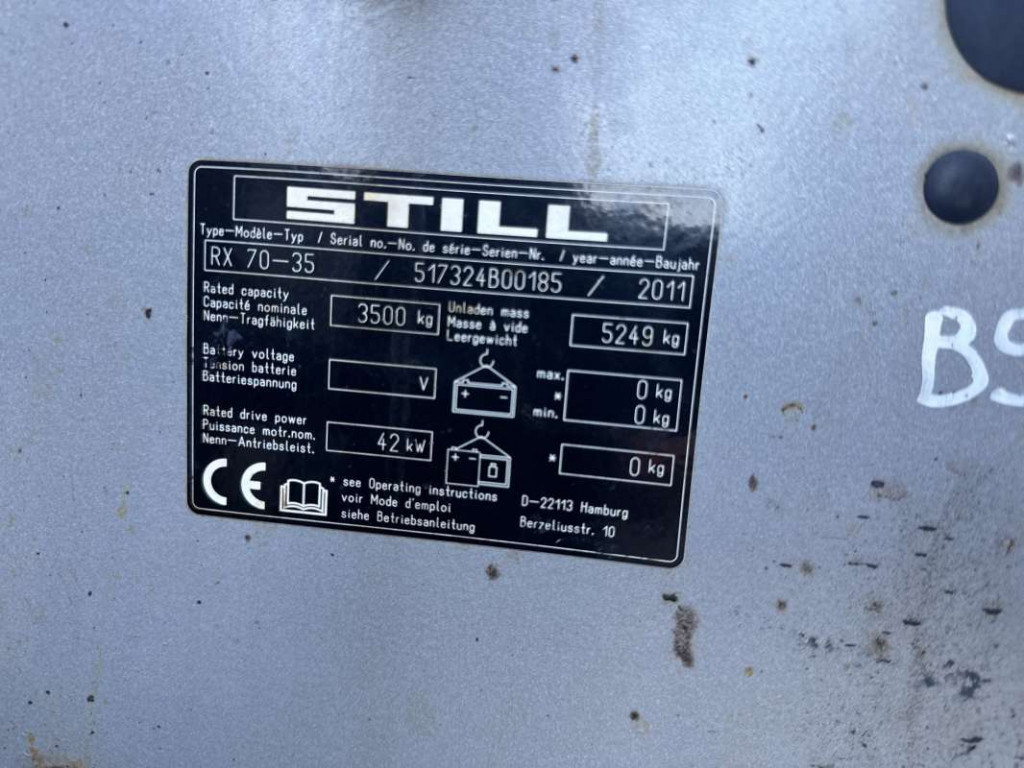 STILL
Type-Modèle-Typ / Serial no.-No. de série-Serien-Nr. / year-année-Baujahr
RX 70-35 / 517324B00185 / 2011
Rated capacity
Capacité nominale
Nenn-Tragfähigkeit
3500 kg
Unladen mass
Masse à vide
Leergewicht
5249 kg
Battery voltage
Tension batterie
Batteriespannung
V
max. 0 kg
*
min. 0 kg
Rated drive power
Puissance motr.nom.
Nenn-Antriebsleist.
42 kW
* 0 kg
CE
* see Operating instructions
voir Mode d'emploi
siehe Betriebsanleitung
D-22113 Hamburg
Berzeliusstr. 10